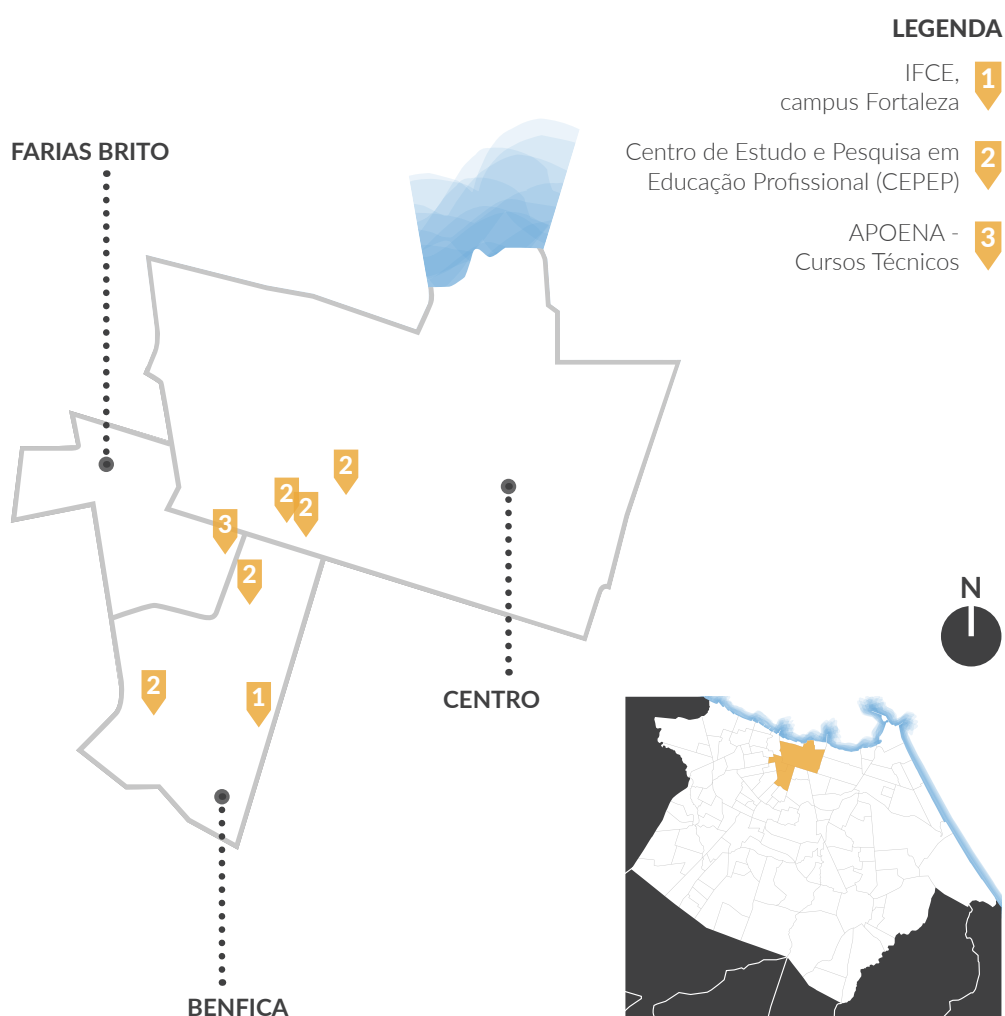 LEGENDA
IFCE,
campus Fortaleza
1
Centro de Estudo e Pesquisa em
Educação Profissional (CEPEP)
2
APOENA -
Cursos Técnicos
3
FARIAS BRITO
2
2
2
3
2
2
1
CENTRO
BENFICA
N